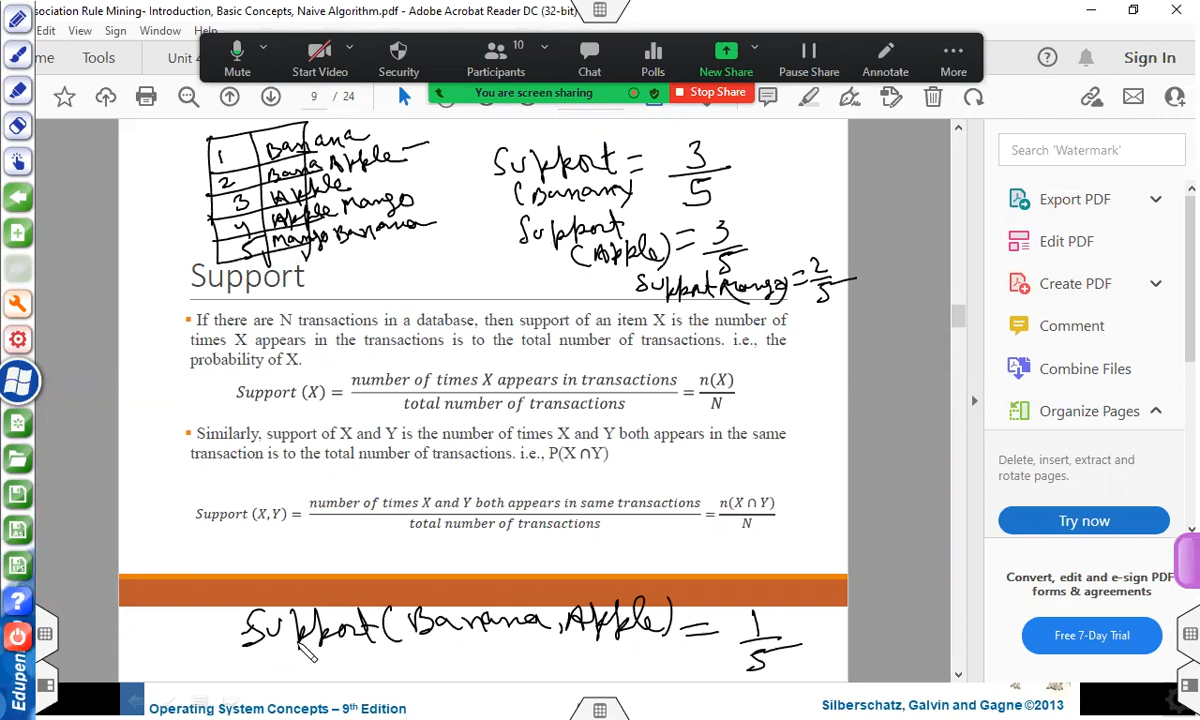 sociation Rule Mining- Introduction, Basic Concepts, Naive Algorithm.pdf - Adobe Acrobat Reader DC (32-bit)
Edit View Sign Window Help
me Tools Unit
Mute Start Video Security Participants 10 Chat Polls New Share Pause Share Annotate More
Sign In
You are screen sharing Stop Share
9 / 24
1 Banana
2 Bana Apple
3 Apple
4 Apple Mango
5 Mango Banana
Support = 3/5
(Banana)
Support
(Apple) = 3/5
Support Mango) = 2/5
Support
▪ If there are N transactions in a database, then support of an item X is the number of
times X appears in the transactions is to the total number of transactions. i.e., the
probability of X.
Support (X) = number of times X appears in transactions / total number of transactions = n(X) / N
▪ Similarly, support of X and Y is the number of times X and Y both appears in the same
transaction is to the total number of transactions. i.e., P(X ∩Y)
Support (X,Y) = number of times X and Y both appears in same transactions / total number of transactions = n(X ∩ Y) / N
Support(Banana, Apple) = 1/5
Search 'Watermark'
Export PDF
Edit PDF
Create PDF
Comment
Combine Files
Organize Pages
Delete, insert, extract and
rotate pages.
Try now
Convert, edit and e-sign PDF
forms & agreements
Free 7-Day Trial
Edupen
Operating System Concepts – 9th Edition
Silberschatz, Galvin and Gagne ©2013